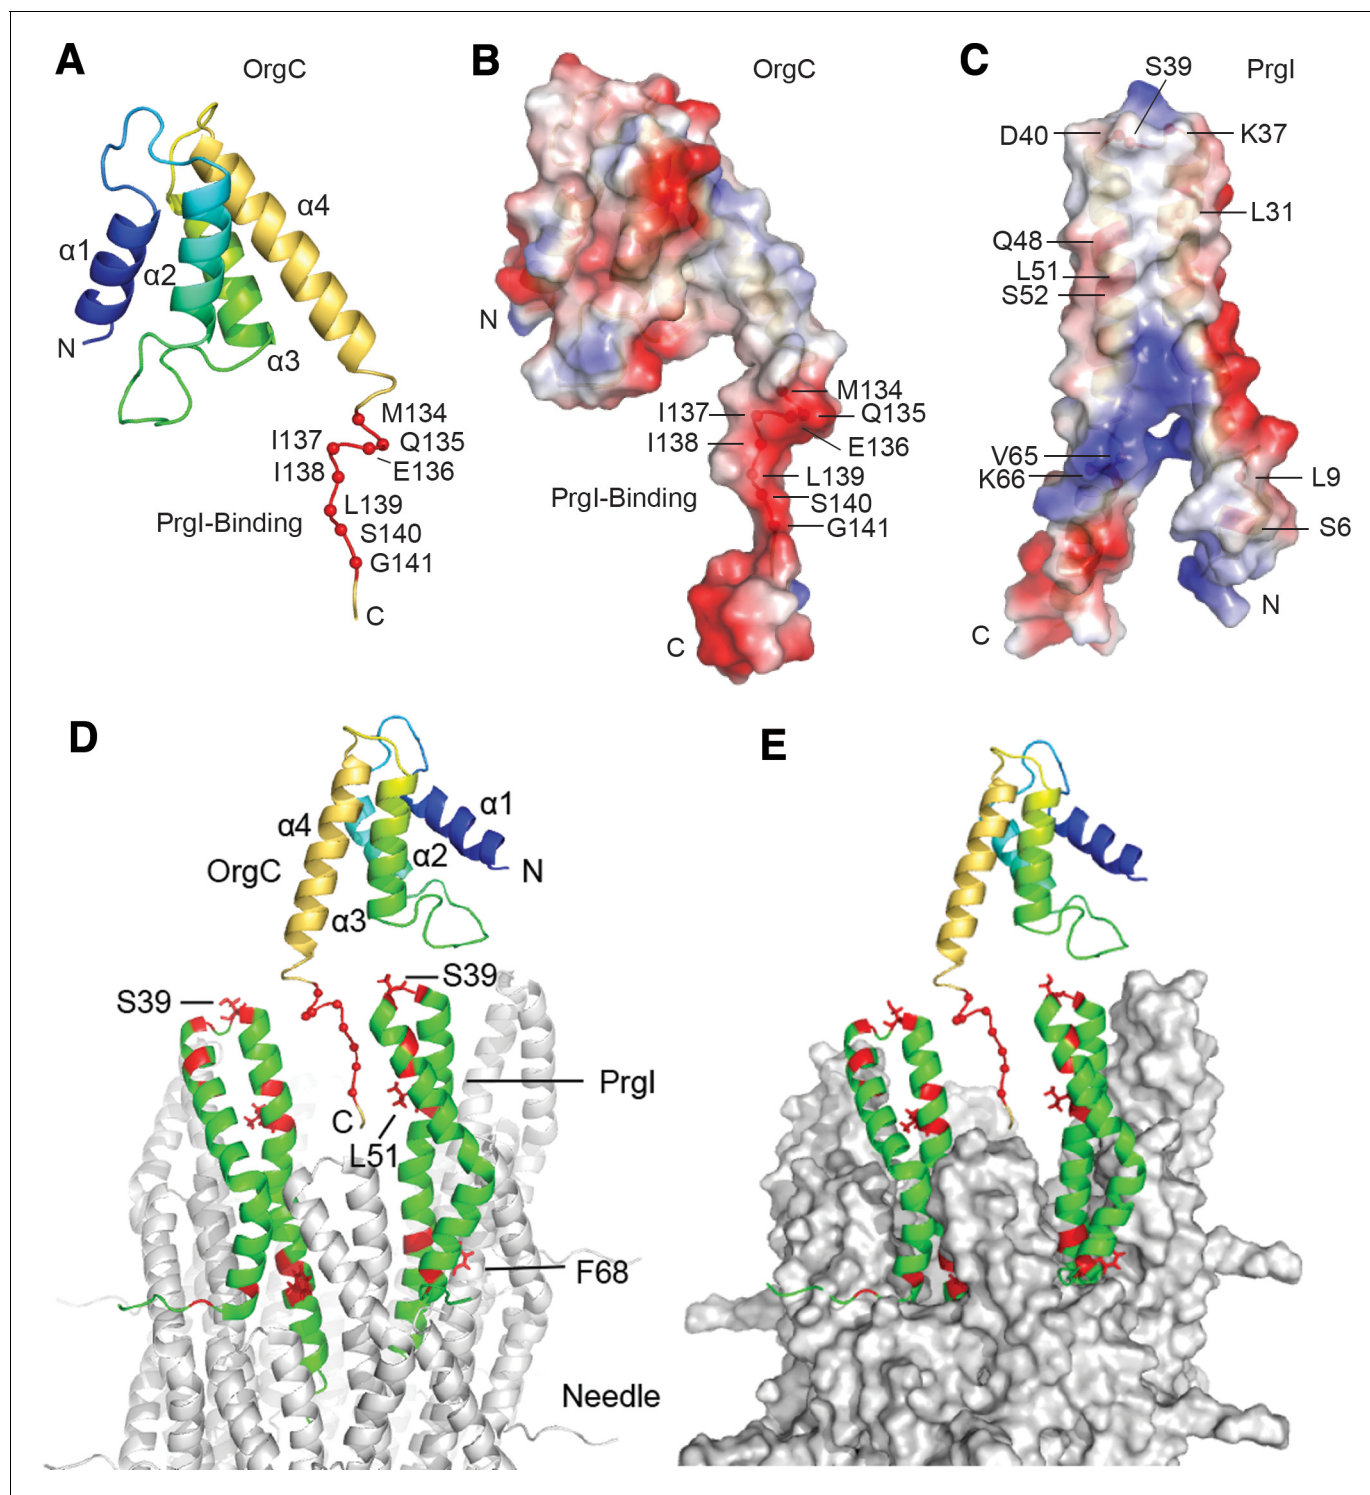 A
OrgC
α1
α2
α4
α3
N
M134
I137
Q135
I138
E136
L139
PrgI-Binding
S140
G141
C
B
OrgC
N
M134
I137
Q135
I138
E136
L139
PrgI-Binding
S140
G141
C
C
S39
PrgI
D40
K37
L31
Q48
L51
S52
V65
K66
L9
S6
N
C
D
α1
α4
α2
OrgC
N
α3
S39
S39
PrgI
C
L51
F68
Needle
E